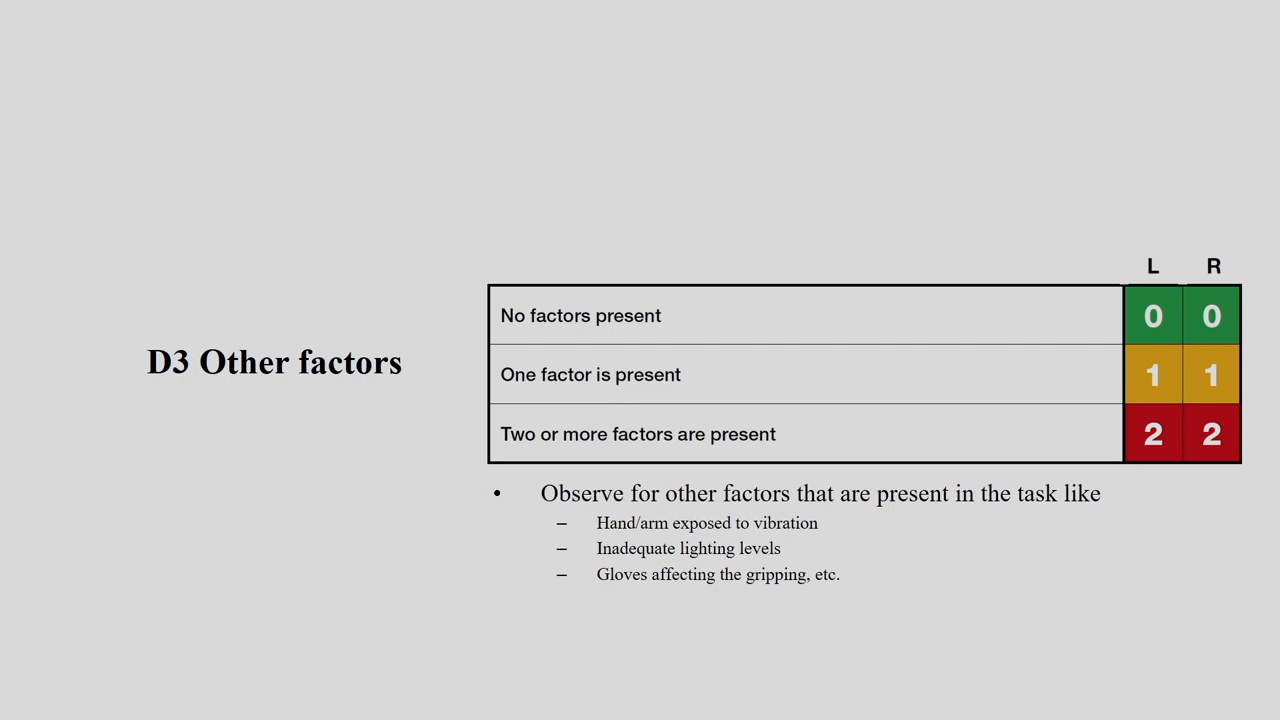 L R
D3 Other factors
No factors present 0 0
One factor is present 1 1
Two or more factors are present 2 2
• Observe for other factors that are present in the task like
– Hand/arm exposed to vibration
– Inadequate lighting levels
– Gloves affecting the gripping, etc.